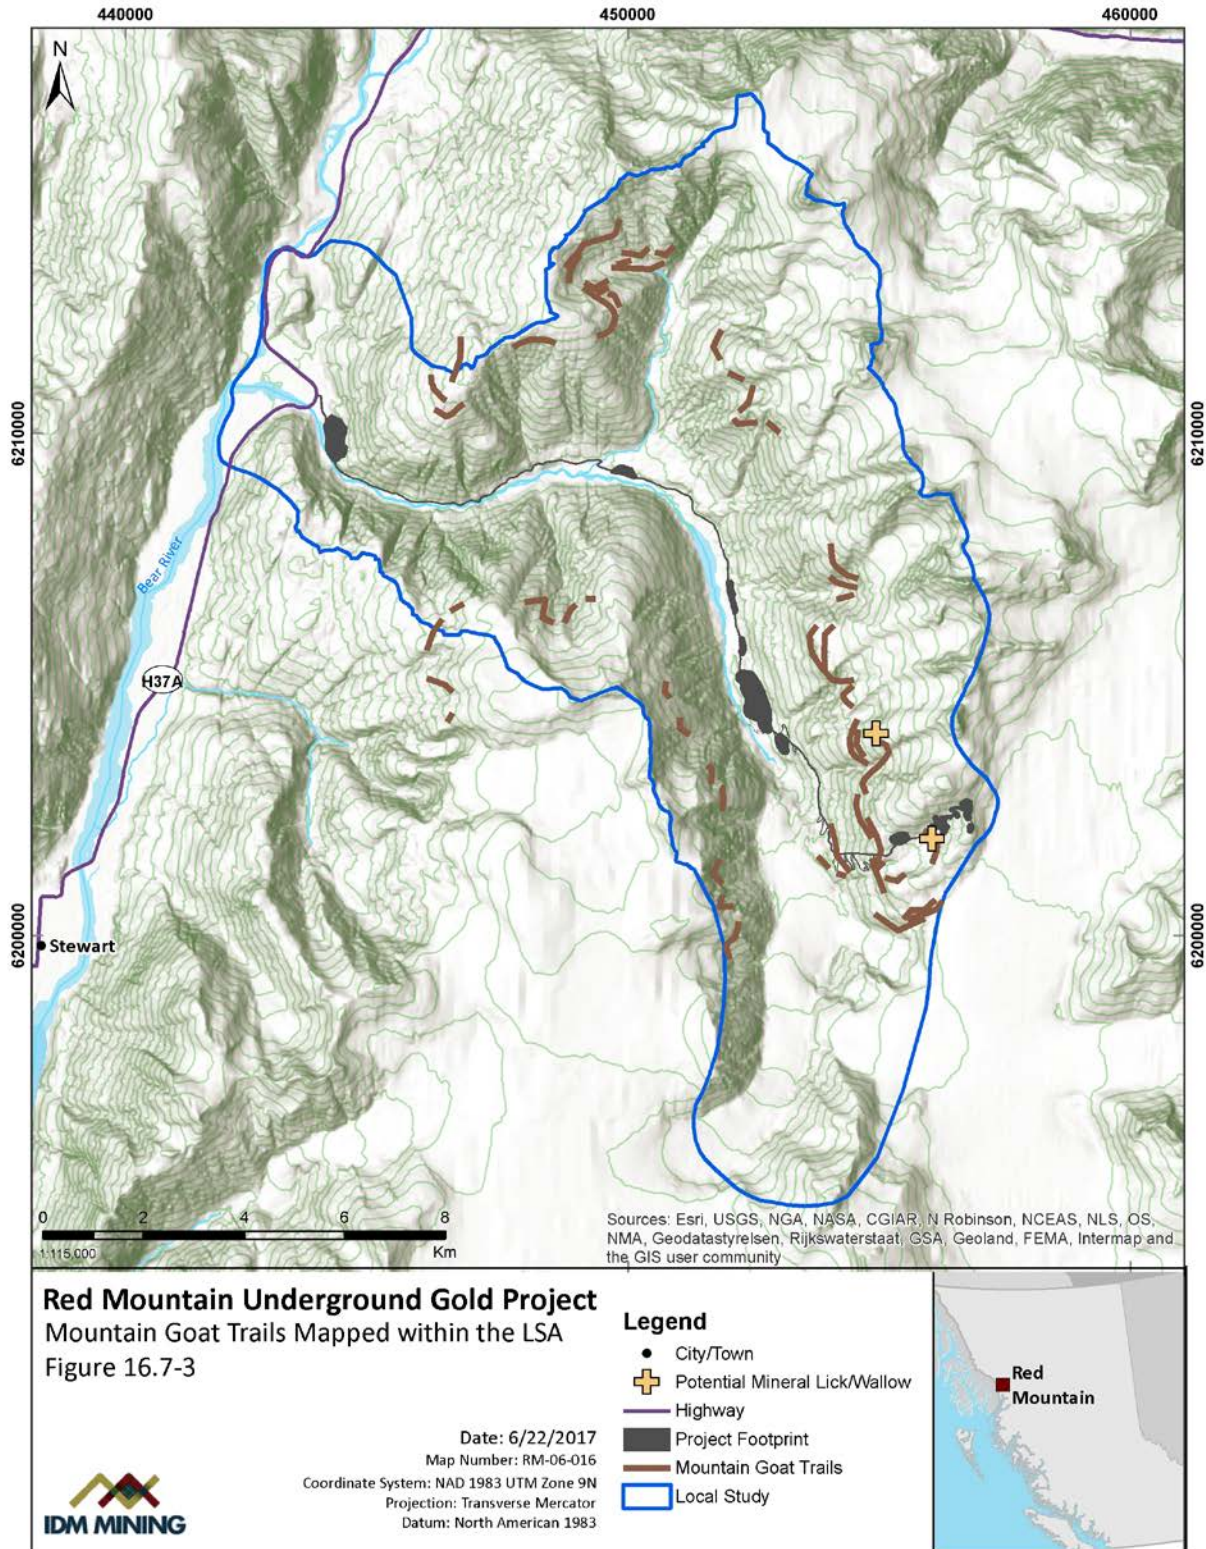 440000 450000 460000
N
6210000 6210000
Bear River
H37A
6200000 6200000
Stewart
0 2 4 6 8
Km
1:115,000
Sources: Esri, USGS, NGA, NASA, CGIAR, N Robinson, NCEAS, NLS, OS,
NMA, Geodatastyrelsen, Rijkswaterstaat, GSA, Geoland, FEMA, Intermap and
the GIS user community
Red Mountain Underground Gold Project
Mountain Goat Trails Mapped within the LSA
Figure 16.7-3
Date: 6/22/2017
Map Number: RM-06-016
Coordinate System: NAD 1983 UTM Zone 9N
Projection: Transverse Mercator
Datum: North American 1983
IDM MINING
Legend
City/Town
Potential Mineral Lick/Wallow
Highway
Project Footprint
Mountain Goat Trails
Local Study
Red
Mountain